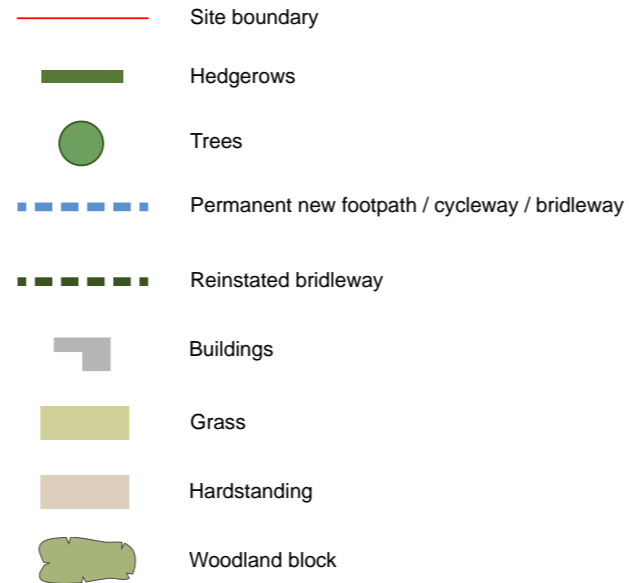 Site boundary
Hedgerows
Trees
Permanent new footpath / cycleway / bridleway
Reinstated bridleway
Buildings
Grass
Hardstanding
Woodland block